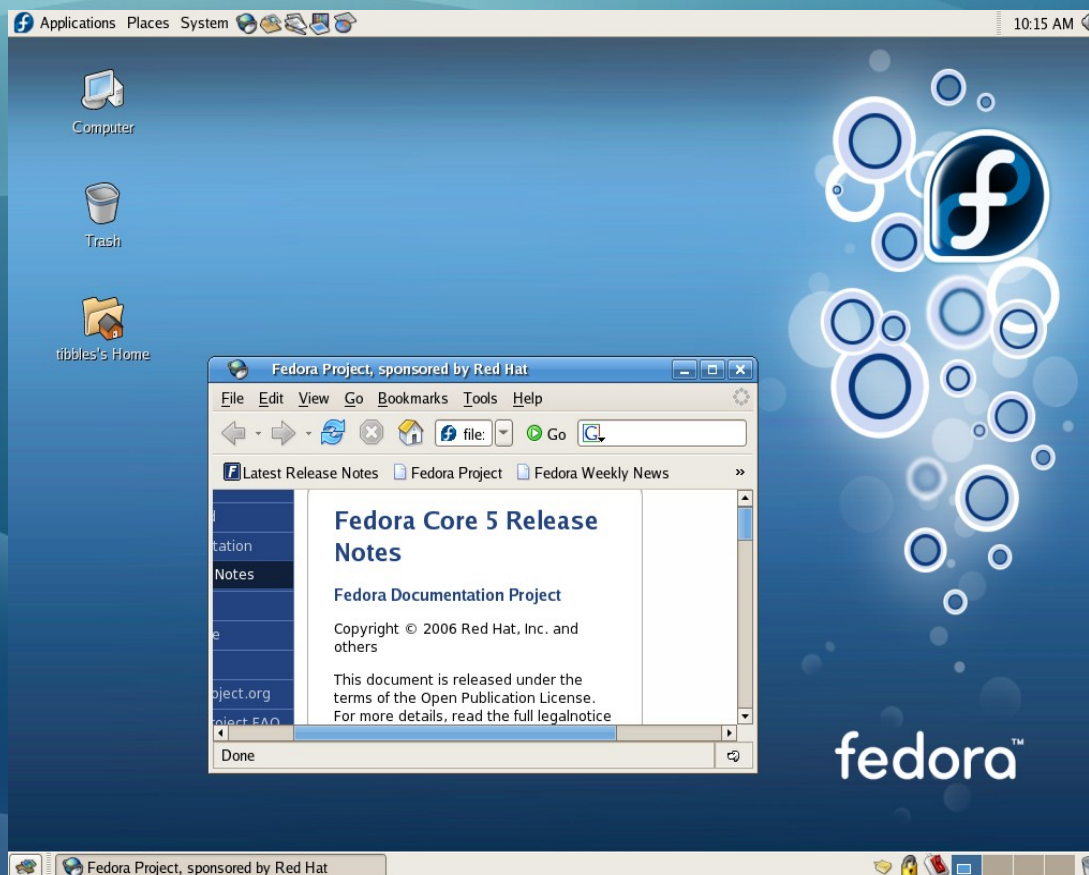 Applications Places System
10:15 AM
Computer
Trash
tibbles's Home
Fedora Project, sponsored by Red Hat
File Edit View Go Bookmarks Tools Help
file: Go G
Latest Release Notes Fedora Project Fedora Weekly News »
tation
Notes
e
oject.org
roject FAQ
Fedora Core 5 Release
Notes
Fedora Documentation Project
Copyright © 2006 Red Hat, Inc. and
others
This document is released under the
terms of the Open Publication License.
For more details, read the full legalnotice
Done
fedora™
Fedora Project, sponsored by Red Hat